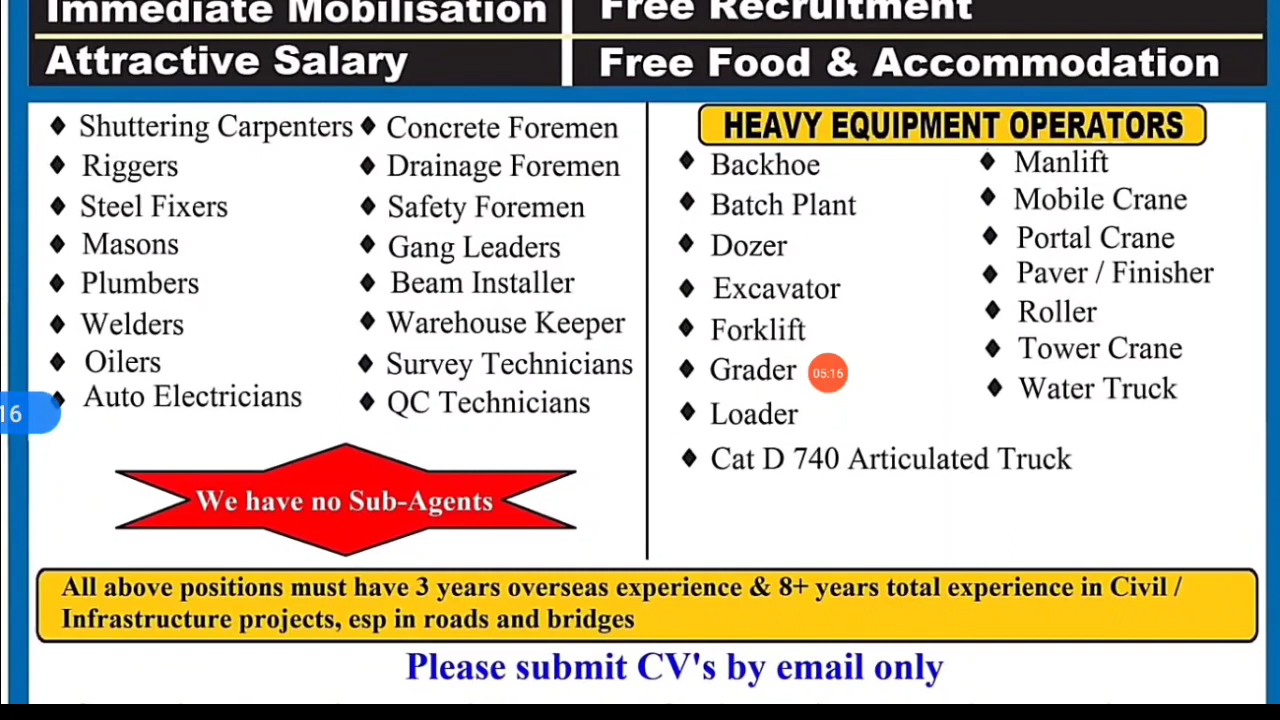 Immediate Mobilisation
Free Recruitment
Attractive Salary
Free Food & Accommodation
Shuttering Carpenters
Riggers
Steel Fixers
Masons
Plumbers
Welders
Oilers
Auto Electricians
Concrete Foremen
Drainage Foremen
Safety Foremen
Gang Leaders
Beam Installer
Warehouse Keeper
Survey Technicians
QC Technicians
16
We have no Sub-Agents
HEAVY EQUIPMENT OPERATORS
Backhoe
Batch Plant
Dozer
Excavator
Forklift
Grader
05:16
Loader
Cat D 740 Articulated Truck
Manlift
Mobile Crane
Portal Crane
Paver / Finisher
Roller
Tower Crane
Water Truck
All above positions must have 3 years overseas experience & 8+ years total experience in Civil /
Infrastructure projects, esp in roads and bridges
Please submit CV's by email only